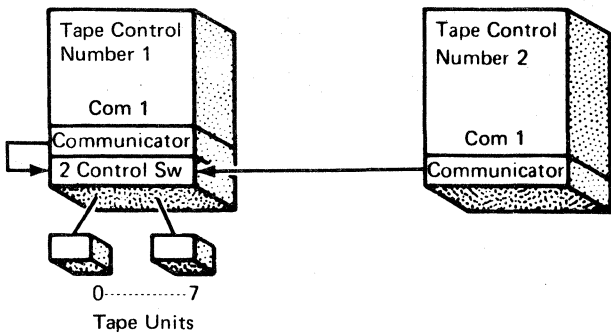 Tape Control
Number 1
Com 1
Communicator
2 Control Sw
Tape Control
Number 2
Com 1
Communicator
0--------------7
Tape Units